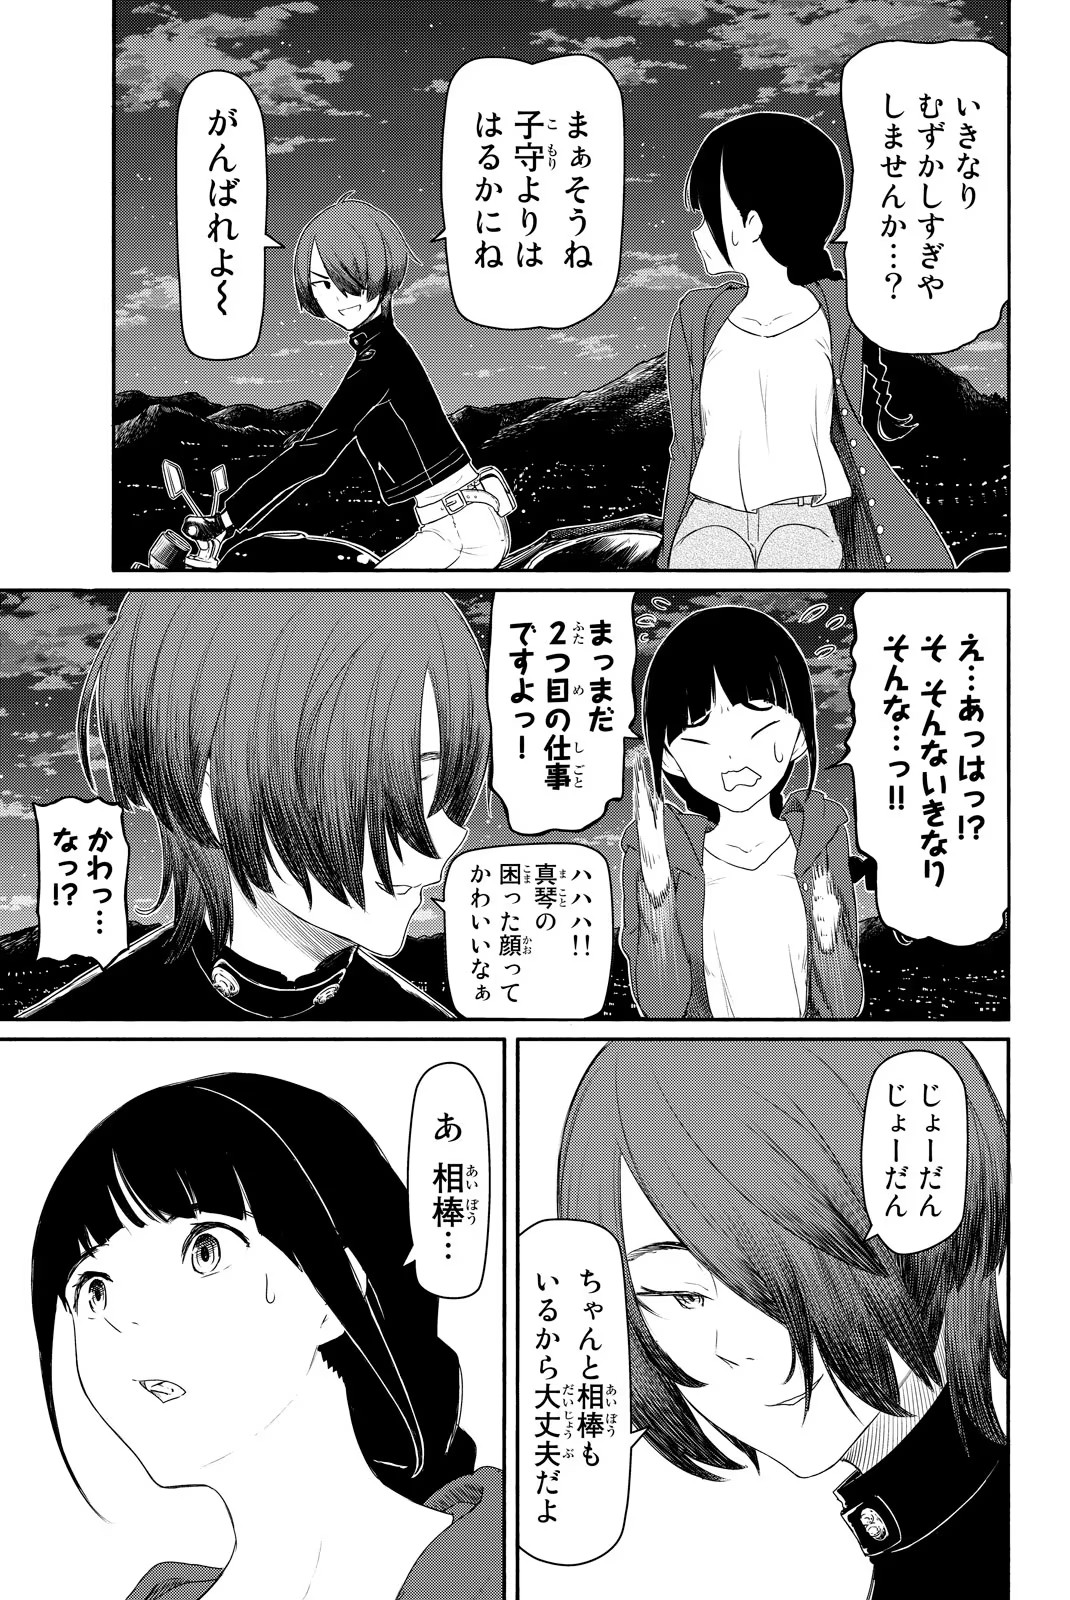 いきなり
むずかしすぎや
しませんか…?
まぁそうね
子守よりは
はるかにね
がんばれよ〜
え…あっはっ!?
そ そんないきなり
そんな…っ!!
まっまだ
2つ目の仕事
ですよっ!
ハハハ!!
真琴の
困った顔って
かわいいなぁ
かわっ…
なっ!?
じょーだん
じょーだん
ちゃんと相棒も
いるから大丈夫だよ
あ 相棒…